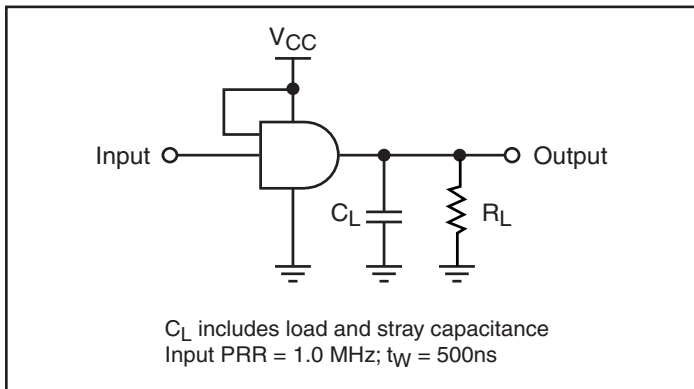 VCC
Input
Output
CL
RL
CL includes load and stray capacitance
Input PRR = 1.0 MHz; tW = 500ns